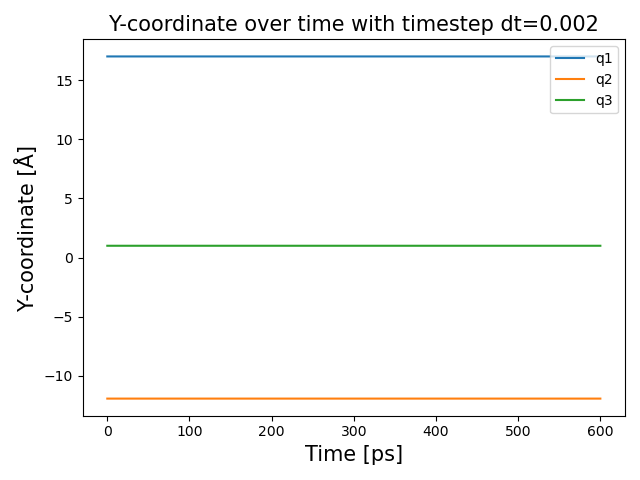 Y-coordinate over time with timestep dt=0.002
q1
q2
q3
15
10
5
0
−5
−10
Y-coordinate [Å]
0 100 200 300 400 500 600
Time [ps]